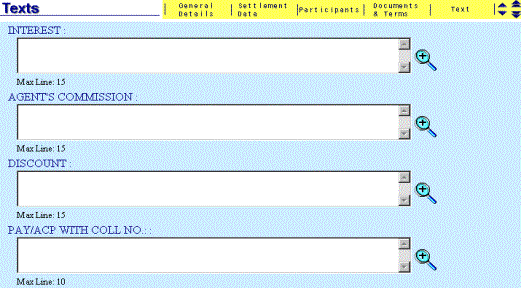 Texts
General Details
Settlement Data
Participants
Documents & Terms
Text
INTEREST :
Max Line: 15
AGENT'S COMMISSION :
Max Line: 15
DISCOUNT :
Max Line: 15
PAY/ACP WITH COLL NO.: :
Max Line: 10